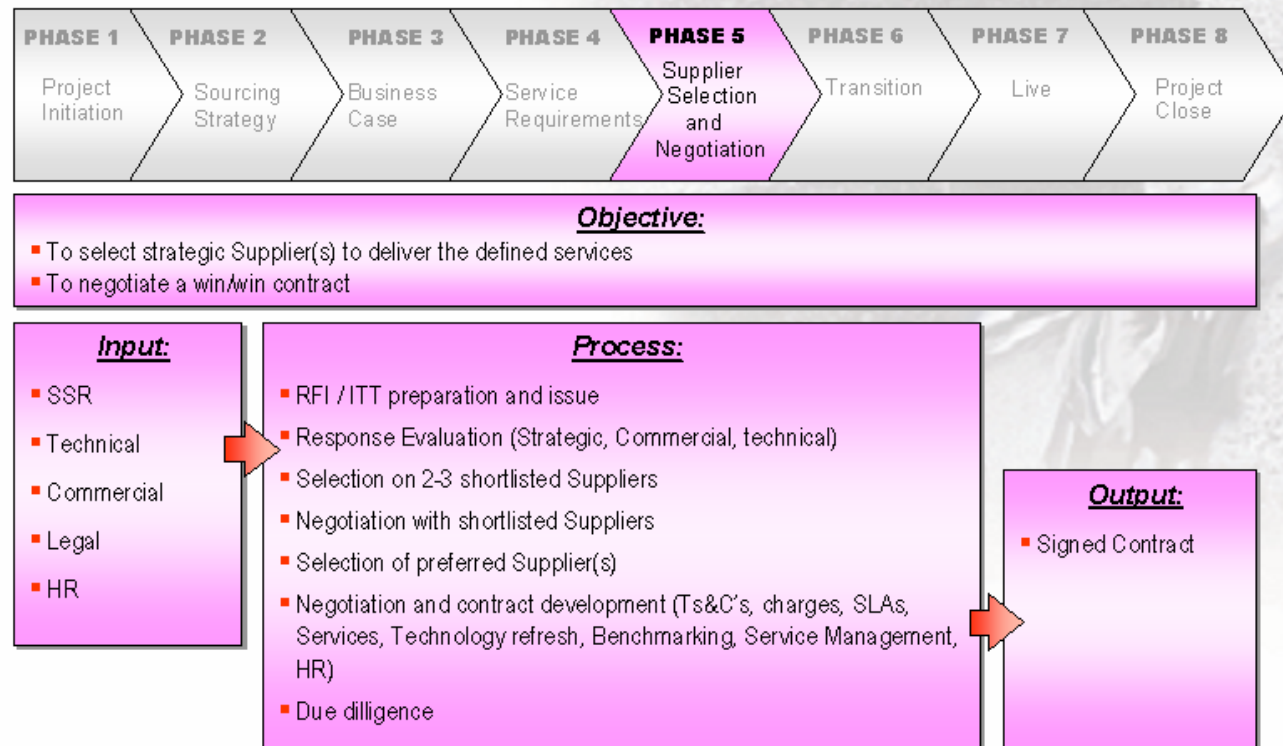 PHASE 1
Project
Initiation
PHASE 2
Sourcing
Strategy
PHASE 3
Business
Case
PHASE 4
Service
Requirements
PHASE 5
Supplier
Selection
and
Negotiation
PHASE 6
Transition
PHASE 7
Live
PHASE 8
Project
Close
Objective:
▪ To select strategic Supplier(s) to deliver the defined services
▪ To negotiate a win/win contract
Input:
▪ SSR
▪ Technical
▪ Commercial
▪ Legal
▪ HR
Process:
▪ RFI / ITT preparation and issue
▪ Response Evaluation (Strategic, Commercial, technical)
▪ Selection on 2-3 shortlisted Suppliers
▪ Negotiation with shortlisted Suppliers
▪ Selection of preferred Supplier(s)
▪ Negotiation and contract development (Ts&C's, charges, SLAs,
Services, Technology refresh, Benchmarking, Service Management,
HR)
▪ Due dilligence
Output:
▪ Signed Contract